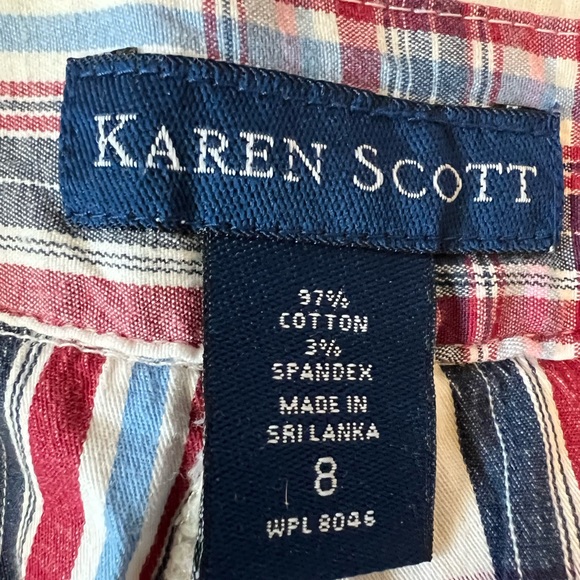 KAREN SCOTT
97%
COTTON
3%
SPANDEX
MADE IN
SRI LANKA
8
WPL 8046